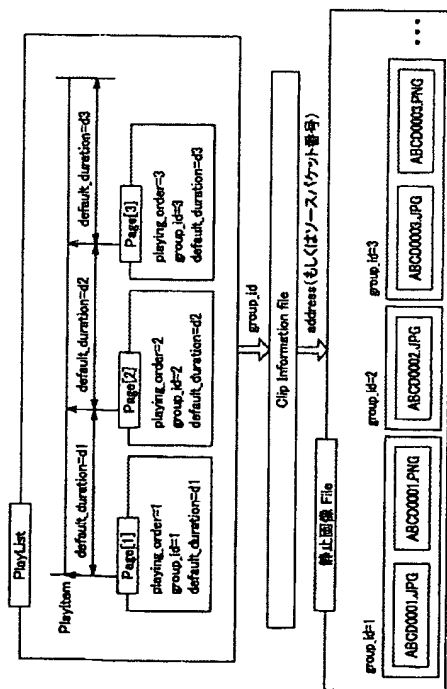 PlayList
PlayItem
default_duration=d1
default_duration=d2
default_duration=d3
Page[1]
playing_order=1
group_id=1
default_duration=d1
Page[2]
playing_order=2
group_id=2
default_duration=d2
Page[3]
playing_order=3
group_id=3
default_duration=d3
group_id
Clip Information file
address(もしくはソースパケット番号)
静止画像 File
group_id=1
ABCD0001.JPG
ABCD0001.PNG
group_id=2
ABCD0002.JPG
group_id=3
ABCD0003.JPG
ABCD0003.PNG
•••